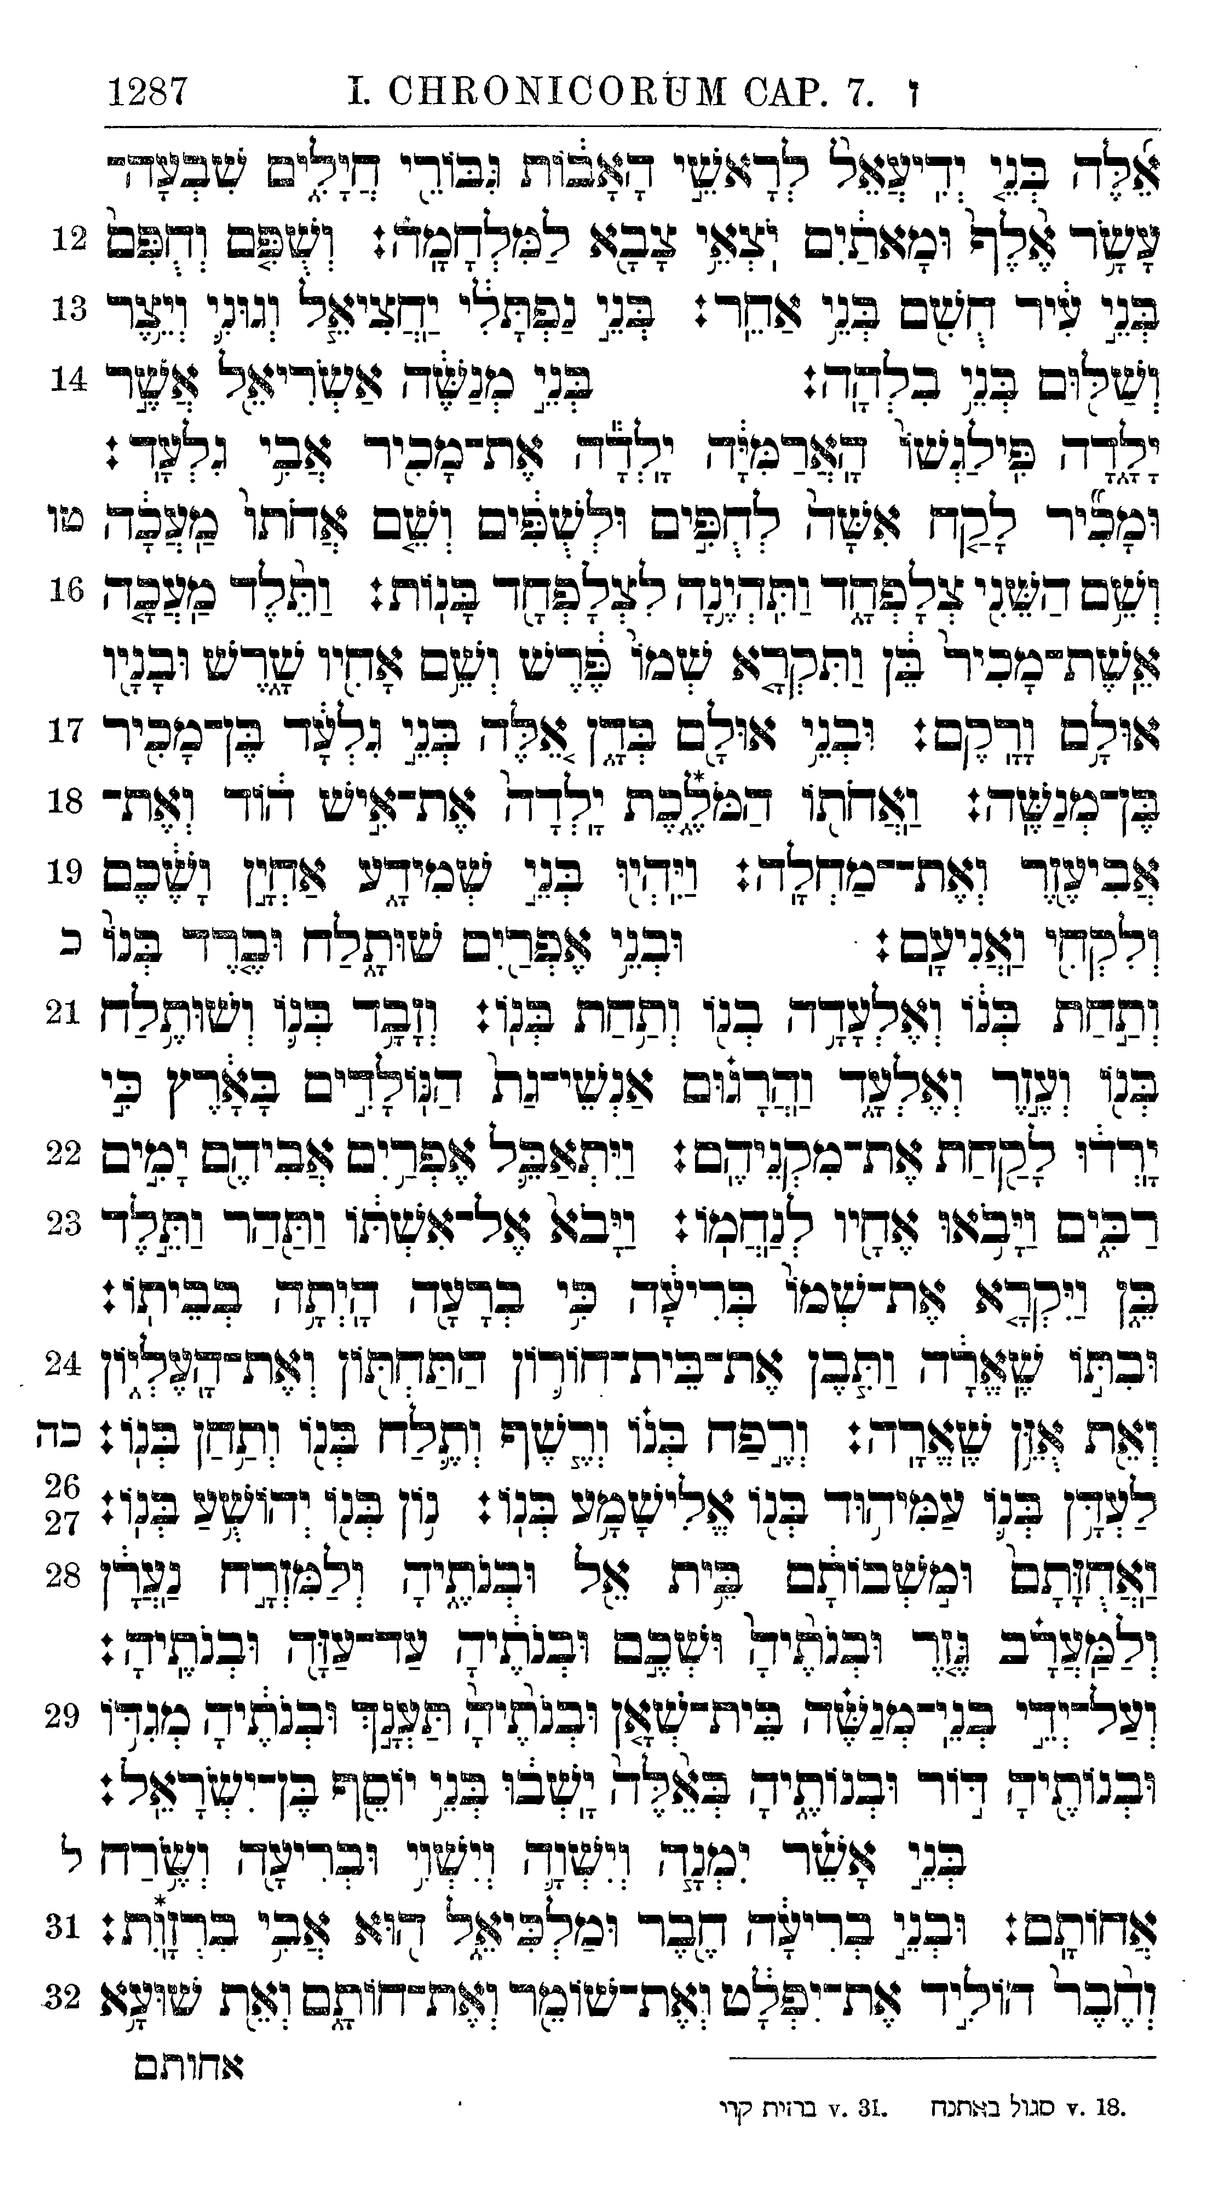 1287 I. CHRONICORUM CAP. 7. ז
אֵ֜לֶּה בְּנֵ֤י יְדִֽיעֲאֵל֙ לְרָאשֵׁ֣י הָאָב֔וֹת גִּבּוֹרֵ֖י חֲיָלִ֑ים שִׁבְעָֽה־
12 עָשָׂ֥ר אֶ֙לֶף֙ וּמָאתַ֔יִם יֹֽצְאֵ֥י צָבָ֖א לַמִּלְחָמָֽה׃ וְשֻׁפִּ֤ם וְחֻפִּם֙
13 בְּנֵ֣י עִ֔יר חֻשִׁ֖ם בְּנֵ֥י אַחֵֽר׃ בְּנֵ֣י נַפְתָּלִ֗י יַחֲצִיאֵ֧ל וְגוּנִ֛י וְיֵ֥צֶר
14 וְשַׁלּ֖וּם בְּנֵ֥י בִלְהָֽה׃ בְּנֵ֣י מְנַשֶּׁ֔ה אַשְׂרִיאֵ֖ל אֲשֶׁ֣ר
יָלָ֑דָה פִּֽילַגְשׁוֹ֙ הָֽאֲרַמִּיָּ֔ה יָֽלְדָ֕ה אֶת־מָכִ֖יר אֲבִ֥י גִלְעָֽד׃
טו וּמָכִ֞יר לָקַ֤ח אִשָּׁה֙ לְחֻפִּ֣ים וּלְשֻׁפִּ֔ים וְשֵׁ֤ם אֲחֹתוֹ֙ מַֽעֲכָ֔ה
16 וְשֵׁ֥ם הַשֵּׁנִ֖י צְלָפְחָ֑ד וַתִּֽהְיֶ֥נָה לִצְלָפְחָ֖ד בָּנֽוֹת׃ וַתֵּ֨לֶד מַֽעֲכָ֤ה
אֵֽשֶׁת־מָכִיר֙ בֵּ֔ן וַתִּקְרָ֤א שְׁמוֹ֙ פֶּ֔רֶשׁ וְשֵׁ֥ם אָחִ֖יו שָׁ֑רֶשׁ וּבָנָ֖יו
17 אוּלָ֥ם וָרָֽקֶם׃ וּבְנֵ֥י אוּלָ֖ם בְּדָ֑ן אֵ֚לֶּה בְּנֵ֣י גִלְעָ֔ד בֶּן־מָכִ֖יר
18 בֶּן־מְנַשֶּֽׁה׃ וַֽאֲחֹת֖וֹ הַמֹּלֶ֑כֶת יָֽלְדָה֙ אֶת־אִ֣ישׁ ה֔וֹד וְאֶת־
19 אֲבִיעֶ֖זֶר וְאֶת־מַחְלָֽה׃ וַיִּֽהְי֖וּ בְּנֵ֣י שְׁמִידָ֑ע אַחְיָ֣ן וָשֶׁ֔כֶם
כ וְלִקְחִ֖י וַֽאֲנִיעָֽם׃ וּבְנֵ֥י אֶפְרַ֖יִם שׁוּתָ֑לַח וּבֶ֤רֶד בְּנוֹ֙
21 וְתַ֣חַת בְּנ֔וֹ וְאֶלְעָדָ֥ה בְנ֖וֹ וְתַ֥חַת בְּנֽוֹ׃ וְזָבָ֥ד בְּנ֛וֹ וְשׁוּתֶ֥לַח
בְּנ֖וֹ וְעֵ֣זֶר וְאֶלְעָ֑ד וַֽהֲרָג֗וּם אַנְשֵׁי־גַת֙ הַנּֽוֹלָדִ֣ים בָּאָ֔רֶץ כִּ֣י
22 יָֽרְד֔וּ לָקַ֖חַת אֶת־מִקְנֵיהֶֽם׃ וַיִּתְאַבֵּ֛ל אֶפְרַ֥יִם אֲבִיהֶ֖ם יָמִ֣ים
23 רַבִּ֑ים וַיָּבֹ֥אוּ אֶחָ֖יו לְנַֽחֲמֽוֹ׃ וַיָּבֹא֙ אֶל־אִשְׁתּ֔וֹ וַתַּ֖הַר וַתֵּ֣לֶד
בֵּ֑ן וַיִּקְרָ֤א אֶת־שְׁמוֹ֙ בְּרִיעָ֔ה כִּ֥י בְרָעָ֖ה הָֽיְתָ֥ה בְּבֵיתֽוֹ׃
24 וּבִתּ֣וֹ שֶֽׁאֱרָ֔ה וַתִּ֧בֶן אֶת־בֵּית־חוֹר֛וֹן הַתַּחְתּ֖וֹן וְאֶת־הָֽעֶלְי֑וֹן
כה וְאֵ֖ת אֻזֵּ֥ן שֶֽׁאֱרָֽה׃ וְרֶ֣פַח בְּנ֗וֹ וְרֶ֧שֶׁף וְתֶ֛לַח בְּנ֖וֹ וְתַ֥חַן בְּנֽוֹ׃
26 27 לַעְדָּ֥ן בְּנ֛וֹ עַמִּיה֥וּד בְּנ֖וֹ אֱלִישָׁמָ֥ע בְּנֽוֹ׃ נ֥וֹן בְּנ֖וֹ יְהוֹשֻׁ֥עַ בְּנֽוֹ׃
28 וַֽאֲחֻזָּתָם֙ וּמֹ֣שְׁבוֹתָ֔ם בֵּֽית אֵ֖ל וּבְנֹתֶ֑יהָ וְלַמִּזְרָ֣ח נַֽעֲרָ֔ן
וְלַמַּֽעֲרָ֗ב גֶּ֤זֶר וּבְנֹתֶ֙יהָ֙ וּשְׁכֶ֣ם וּבְנֹתֶ֔יהָ עַד־עַזָּ֖ה וּבְנֹתֶֽיהָ׃
29 וְעַל־יְדֵ֣י בְנֵֽי־מְנַשֶּׁ֗ה בֵּית־שְׁאָ֤ן וּבְנֹתֶ֙יהָ֙ תַּעְנָ֣ךְ וּבְנֹתֶ֔יהָ מְגִדּ֥וֹ
וּבְנוֹתֶ֖יהָ דּ֣וֹר וּבְנוֹתֶ֑יהָ בְּאֵ֙לֶּה֙ יָֽשְׁב֔וּ בְּנֵ֥י יוֹסֵ֖ף בֶּן־יִשְׂרָאֵֽל׃
ל בְּנֵ֣י אָשֵׁ֗ר יִמְנָ֧ה וְיִשְׁוָ֛ה וְיִשְׁוִ֥י וּבְרִיעָ֖ה וְשֶׂ֥רַח
31 אֲחוֹתָֽם׃ וּבְנֵ֣י בְרִיעָ֔ה חֶ֖בֶר וּמַלְכִּיאֵ֑ל ה֖וּא אֲבִ֥י בִרְזָֽוֹת׃
32 וְחֶ֙בֶר֙ הוֹלִ֣יד אֶת־יַפְלֵ֔ט וְאֶת־שׁוֹמֵ֖ר וְאֶת־חוֹתָ֑ם וְאֵ֖ת שׁוּעָ֥א
אחותם
v. 18. סגול באתנח v. 31. ברזית קרי